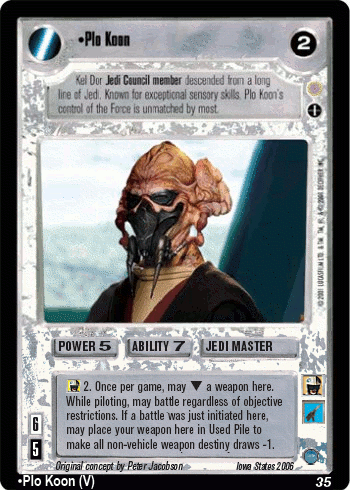 •Plo Koon
2
Kel Dor Jedi Council member descended from a long
line of Jedi. Known for exceptional sensory skills. Plo Koon's
control of the Force is unmatched by most.
POWER 5
ABILITY 7
JEDI MASTER
2. Once per game, may ▼ a weapon here.
While piloting, may battle regardless of objective
restrictions. If a battle was just initiated here,
may place your weapon here in Used Pile to
make all non-vehicle weapon destiny draws -1.
6
5
Original concept by Peter Jacobson
Iowa States 2006
•Plo Koon (V)
35